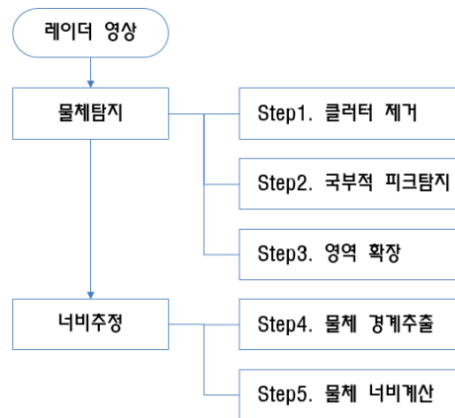 레이더 영상
물체탐지
Step1. 클러터 제거
Step2. 국부적 피크탐지
Step3. 영역 확장
너비추정
Step4. 물체 경계추출
Step5. 물체 너비계산